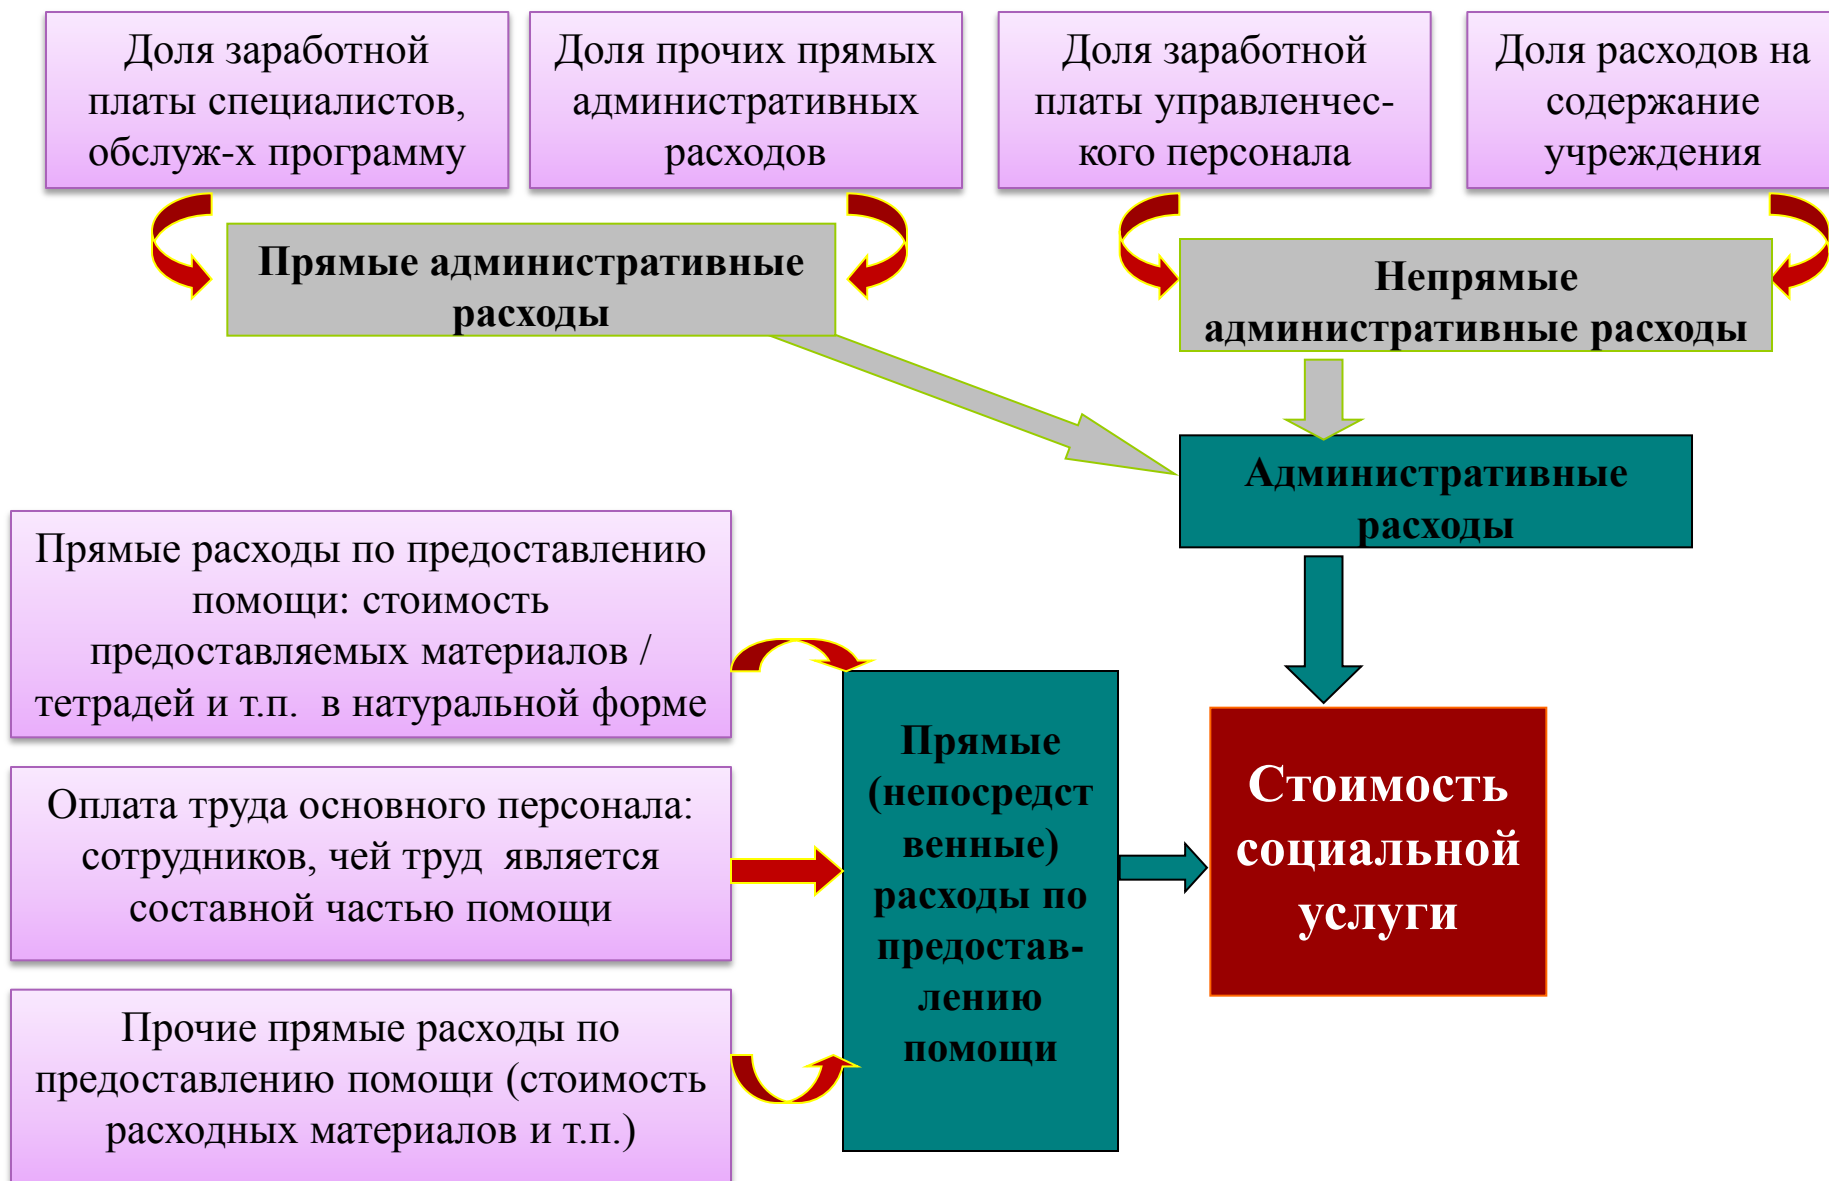 Доля заработной
платы специалистов,
обслуж-х программу
Доля прочих прямых
административных
расходов
Доля заработной
платы управленчес-
кого персонала
Доля расходов на
содержание
учреждения
Прямые административные
расходы
Непрямые
административные расходы
Административные
расходы
Прямые расходы по предоставлению
помощи: стоимость
предоставляемых материалов /
тетрадей и т.п. в натуральной форме
Оплата труда основного персонала:
сотрудников, чей труд является
составной частью помощи
Прочие прямые расходы по
предоставлению помощи (стоимость
расходных материалов и т.п.)
Прямые
(непосредст
венные)
расходы по
предостав-
лению
помощи
Стоимость
социальной
услуги